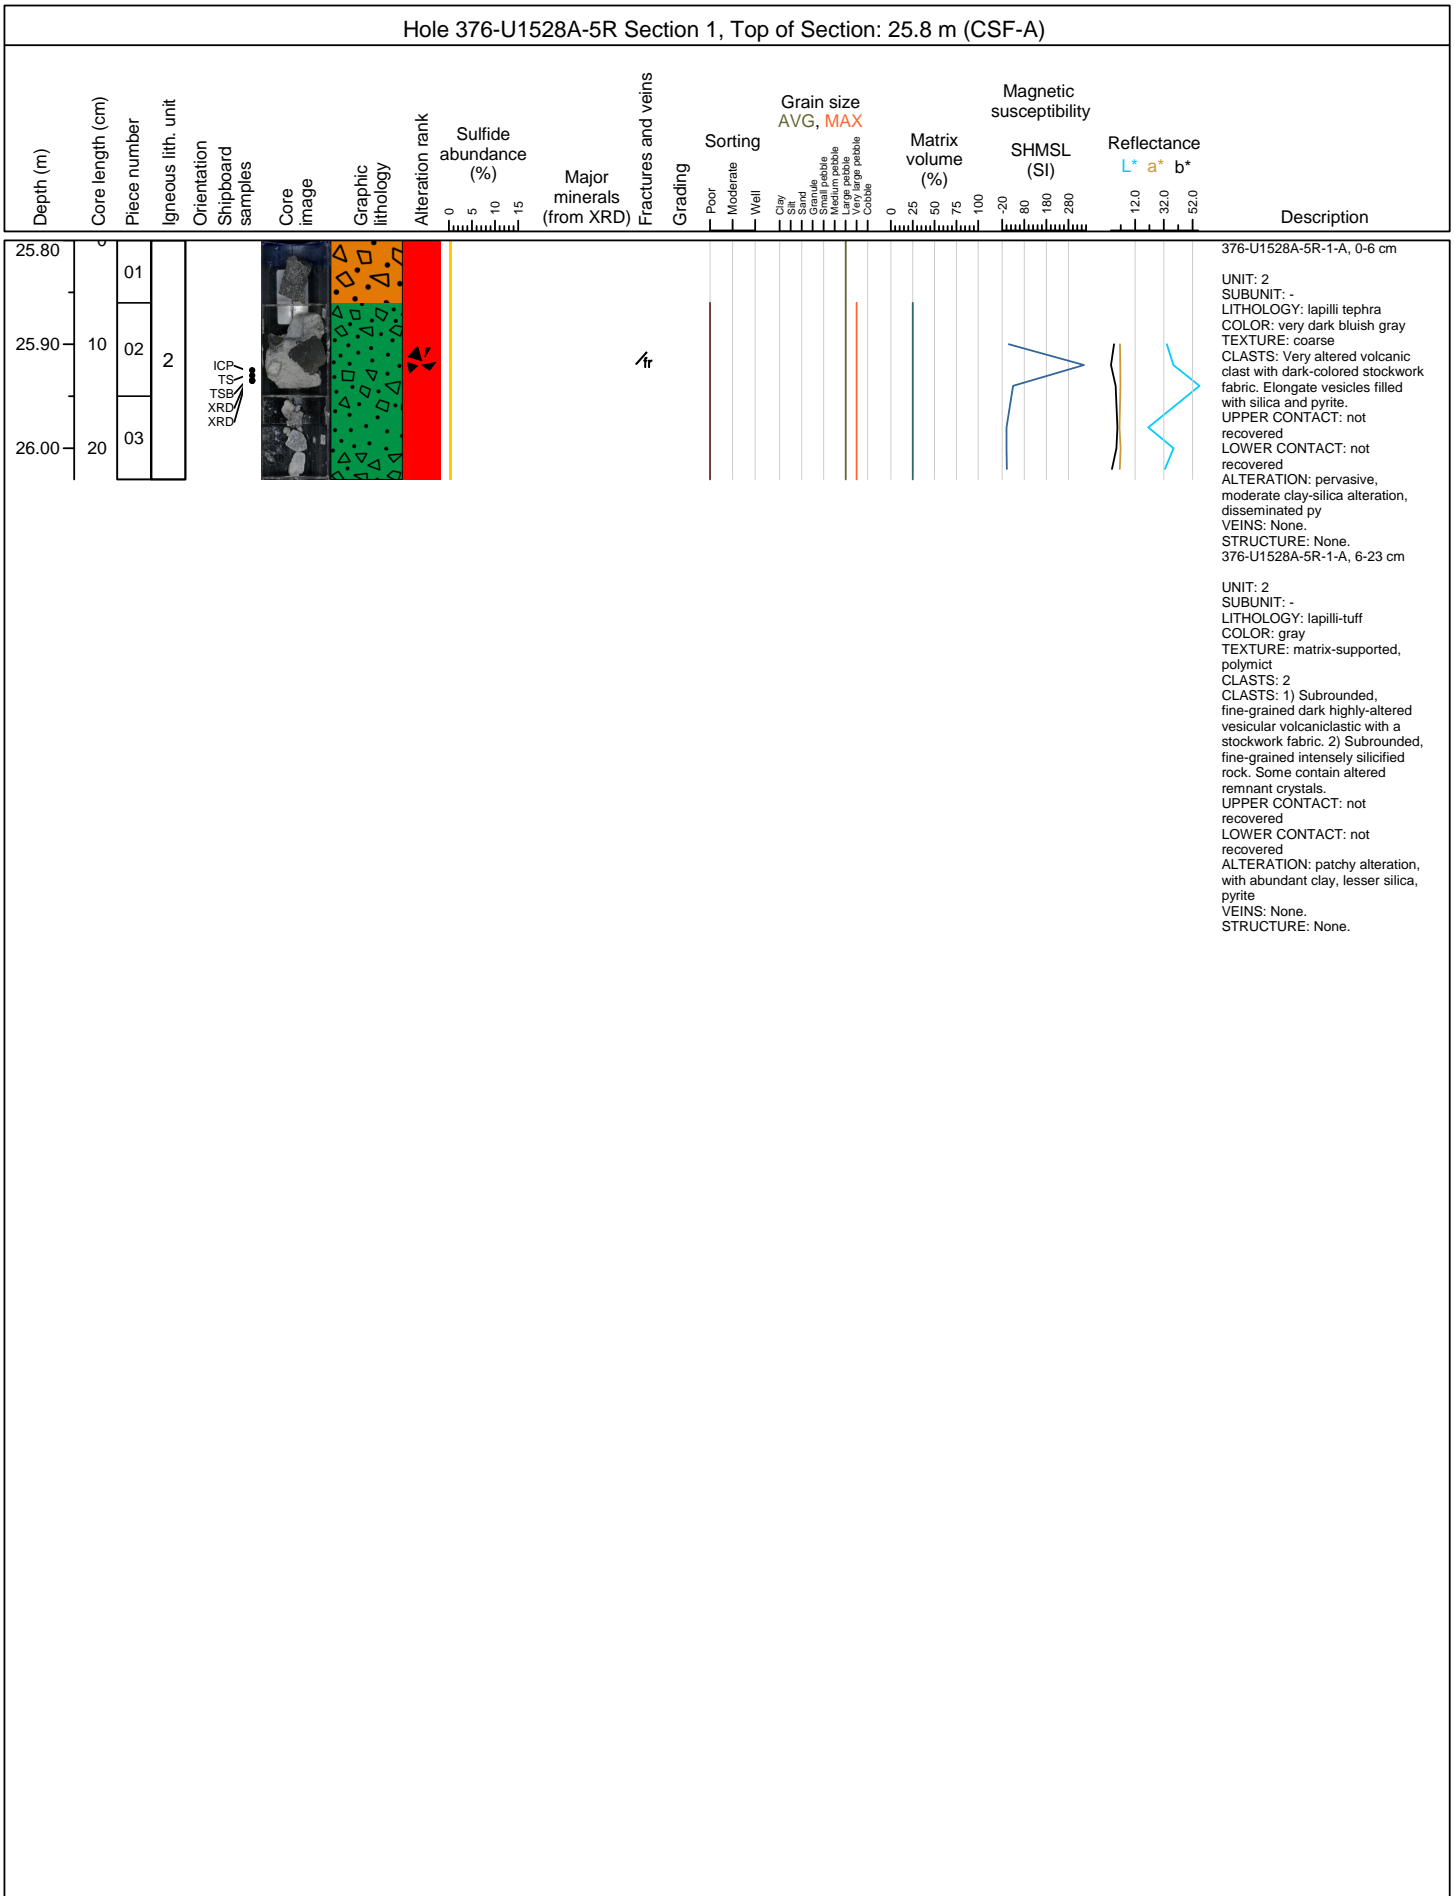 Hole 376-U1528A-5R Section 1, Top of Section: 25.8 m (CSF-A)
Depth (m)
Core length (cm)
Piece number
Igneous lith. unit
Orientation
Shipboard
samples
Core
image
Graphic
lithology
Alteration rank
Sulfide
abundance
(%)
0
5
10
15
Major
minerals
(from XRD)
Fractures and veins
Grading
Sorting
Poor
Moderate
Well
Grain size
AVG, MAX
Clay
Silt
Sand
Granule
Small pebble
Medium pebble
Large pebble
Very large pebble
Cobble
Matrix
volume
(%)
0
25
50
75
100
Magnetic
susceptibility
SHMSL
(SI)
-20
80
180
280
Reflectance
L* a* b*
12.0
32.0
52.0
Description
25.80
25.90
26.00
0
10
20
01
02
03
2
ICP
TS
TSB
XRD
XRD
fr
376-U1528A-5R-1-A, 0-6 cm
UNIT: 2
SUBUNIT: -
LITHOLOGY: lapilli tephra
COLOR: very dark bluish gray
TEXTURE: coarse
CLASTS: Very altered volcanic
clast with dark-colored stockwork
fabric. Elongate vesicles filled
with silica and pyrite.
UPPER CONTACT: not
recovered
LOWER CONTACT: not
recovered
ALTERATION: pervasive,
moderate clay-silica alteration,
disseminated py
VEINS: None.
STRUCTURE: None.
376-U1528A-5R-1-A, 6-23 cm
UNIT: 2
SUBUNIT: -
LITHOLOGY: lapilli-tuff
COLOR: gray
TEXTURE: matrix-supported,
polymict
CLASTS: 2
CLASTS: 1) Subrounded,
fine-grained dark highly-altered
vesicular volcaniclastic with a
stockwork fabric. 2) Subrounded,
fine-grained intensely silicified
rock. Some contain altered
remnant crystals.
UPPER CONTACT: not
recovered
LOWER CONTACT: not
recovered
ALTERATION: patchy alteration,
with abundant clay, lesser silica,
pyrite
VEINS: None.
STRUCTURE: None.